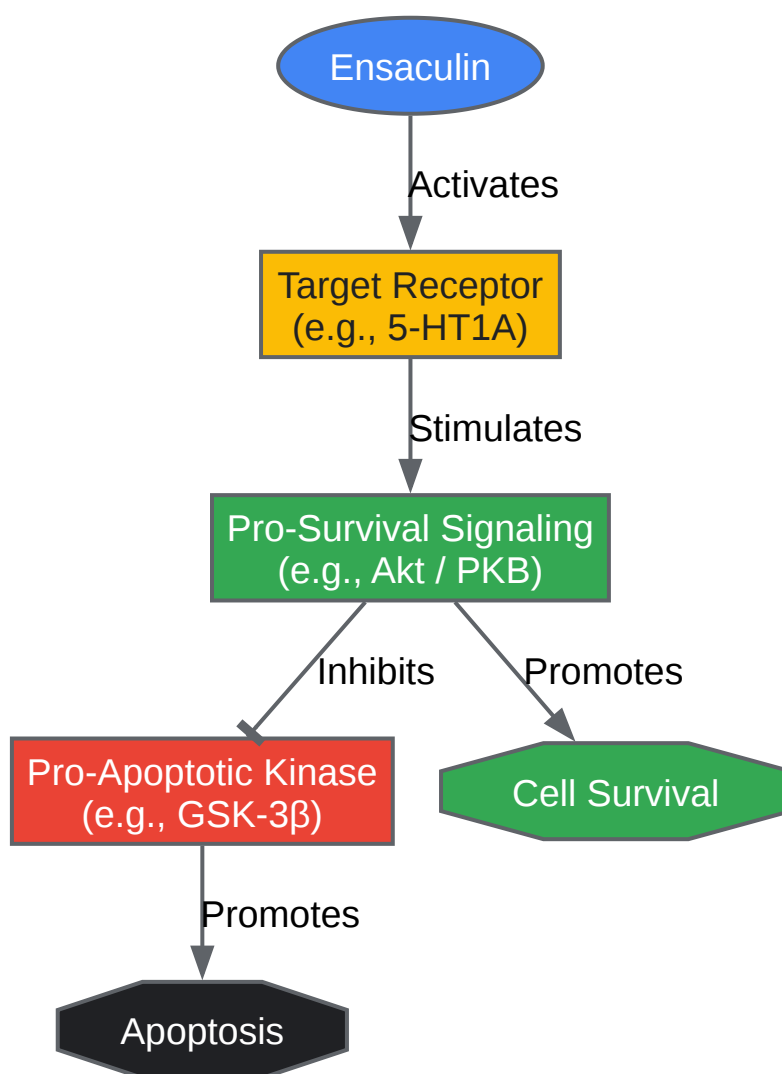 Ensaculin
Activates
Target Receptor
(e.g., 5-HT1A)
Stimulates
Pro-Survival Signaling
(e.g., Akt / PKB)
Inhibits
Promotes
Pro-Apoptotic Kinase
(e.g., GSK-3β)
Cell Survival
Promotes
Apoptosis